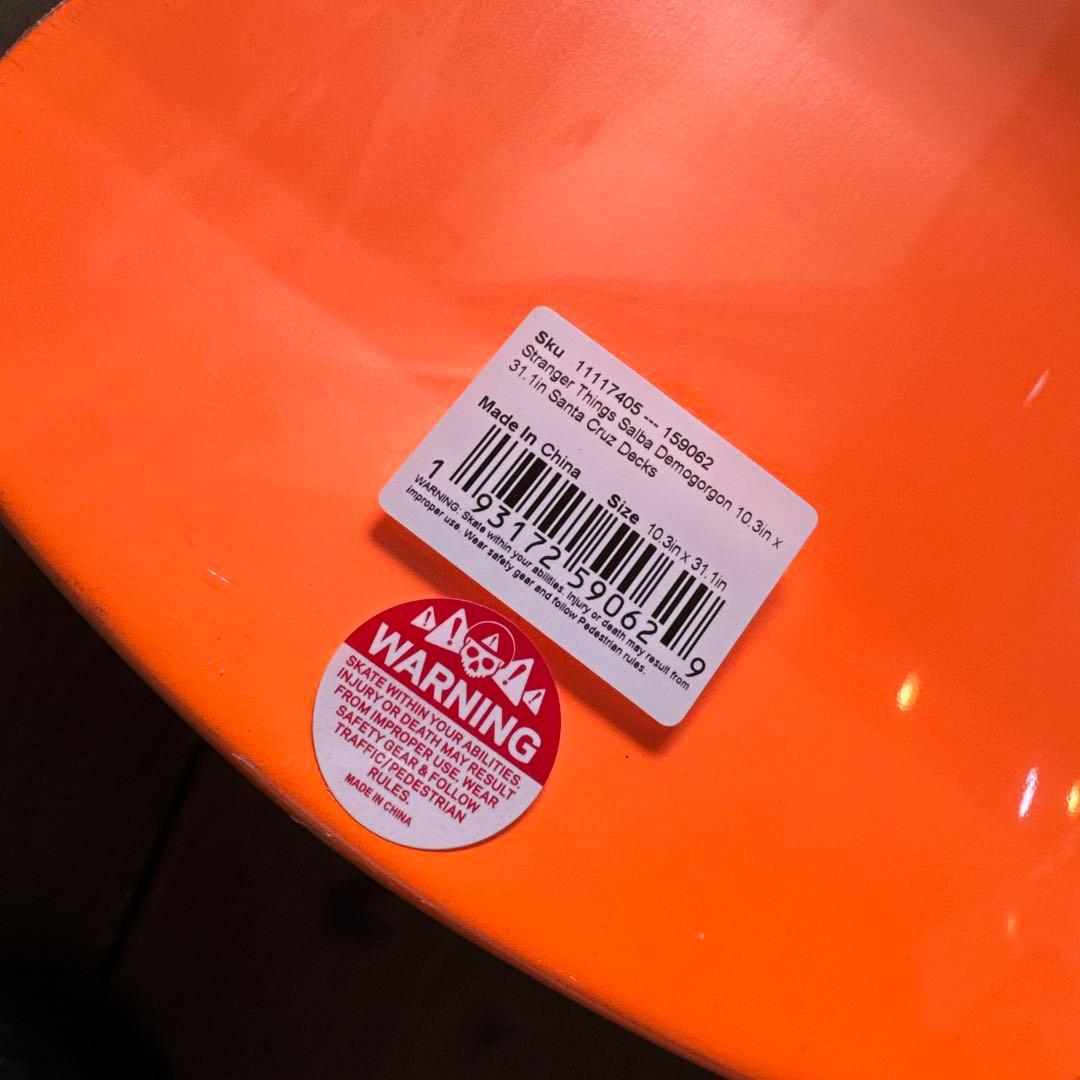 Sku 11117405 --- 159062
Stranger Things Salba Demogorgon 10.3in x
31.1in Santa Cruz Decks
Made In China Size 10.3in x 31.1in
1 93172 59062 9
WARNING: Skate within your abilities. Injury or death may result from
improper use. Wear safety gear and follow Pedestrian rules.
WARNING
SKATE WITHIN YOUR ABILITIES.
INJURY OR DEATH MAY RESULT
FROM IMPROPER USE. WEAR
SAFETY GEAR & FOLLOW
TRAFFIC/PEDESTRIAN
RULES.
MADE IN CHINA